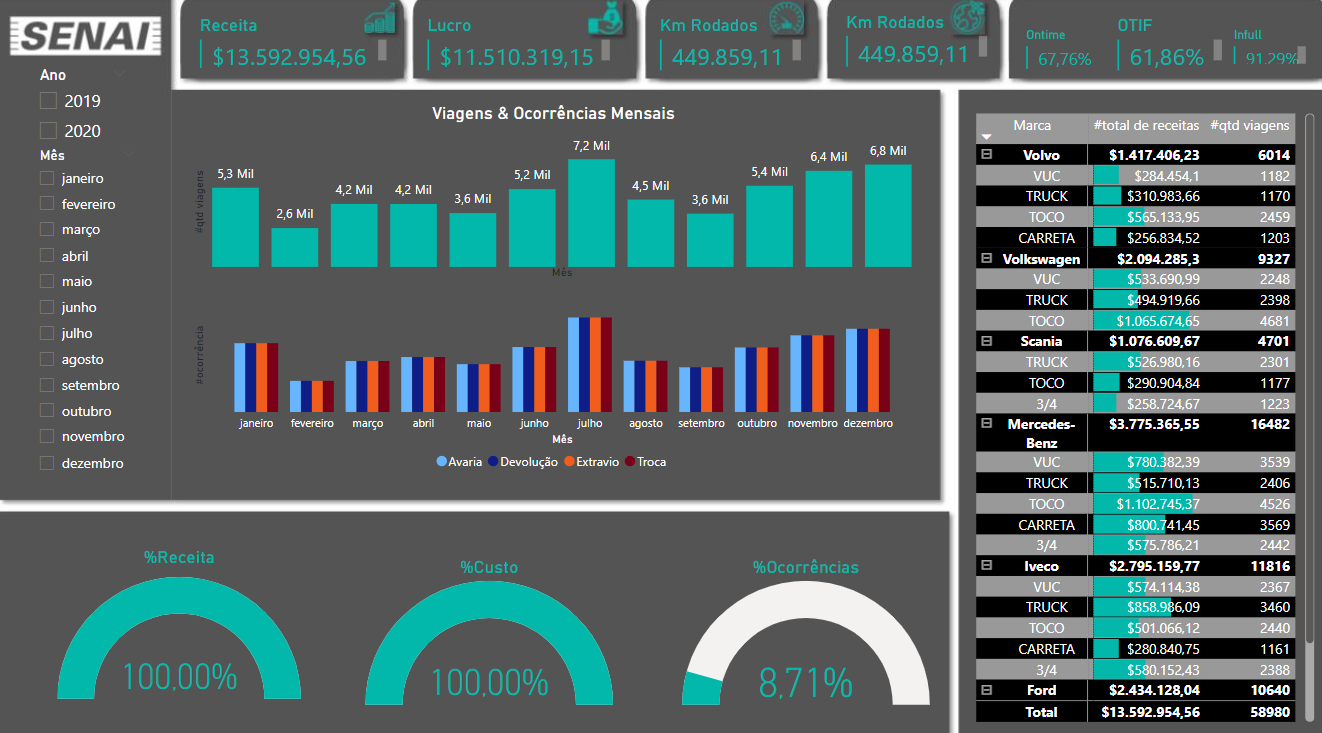 SENAI
Ano
2019
2020
Mês
janeiro
fevereiro
março
abril
maio
junho
julho
agosto
setembro
outubro
novembro
dezembro
Receita
$13.592.954,56
Lucro
$11.510.319,15
Km Rodados
449.859,11
Km Rodados
449.859,11
OTIF
Ontime
67,76%
61,86%
Infull
91,29%
Viagens & Ocorrências Mensais
#qtd viagens
5,3 Mil
2,6 Mil
4,2 Mil
4,2 Mil
3,6 Mil
5,2 Mil
7,2 Mil
4,5 Mil
3,6 Mil
5,4 Mil
6,4 Mil
6,8 Mil
Mês
#ocorrência
janeiro fevereiro março abril maio junho julho agosto setembro outubro novembro dezembro
Mês
Avaria Devolução Extravio Troca
%Receita
100,00%
%Custo
100,00%
%Ocorrências
8,71%
Marca #total de receitas #qtd viagens
Volvo $1.417.406,23 6014
VUC $284.454,1 1182
TRUCK $310.983,66 1170
TOCO $565.133,95 2459
CARRETA $256.834,52 1203
Volkswagen $2.094.285,3 9327
VUC $533.690,99 2248
TRUCK $494.919,66 2398
TOCO $1.065.674,65 4681
Scania $1.076.609,67 4701
TRUCK $526.980,16 2301
TOCO $290.904,84 1177
3/4 $258.724,67 1223
Mercedes- $3.775.365,55 16482
Benz
VUC $780.382,39 3539
TRUCK $515.710,13 2406
TOCO $1.102.745,37 4526
CARRETA $800.741,45 3569
3/4 $575.786,21 2442
Iveco $2.795.159,77 11816
VUC $574.114,38 2367
TRUCK $858.986,09 3460
TOCO $501.066,12 2440
CARRETA $280.840,75 1161
3/4 $580.152,43 2388
Ford $2.434.128,04 10640
Total $13.592.954,56 58980